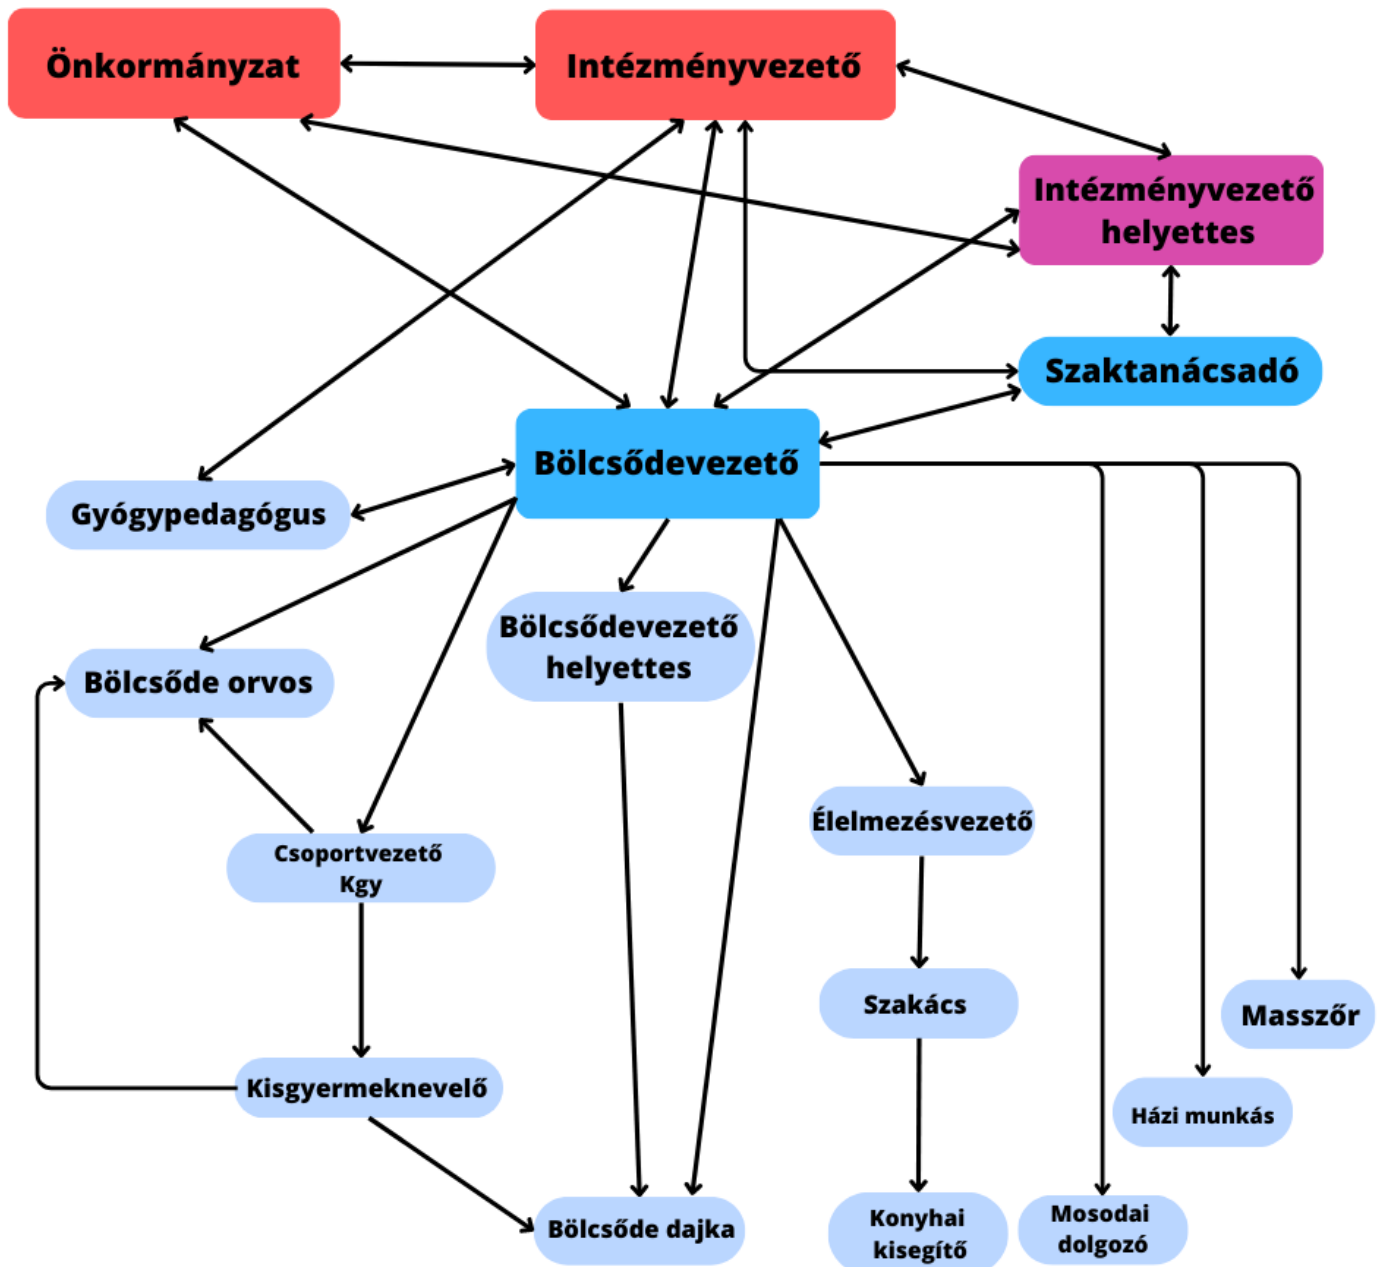 Önkormányzat
Intézményvezető
Intézményvezető
helyettes
Szaktanácsadó
Bölcsődevezető
Gyógypedagógus
Bölcsődevezető
helyettes
Bölcsőde orvos
Élelmezésvezető
Csoportvezető
Kgy
Szakács
Masszőr
Kisgyermeknevelő
Házi munkás
Bölcsőde dajka
Konyhai
kisegítő
Mosodai
dolgozó